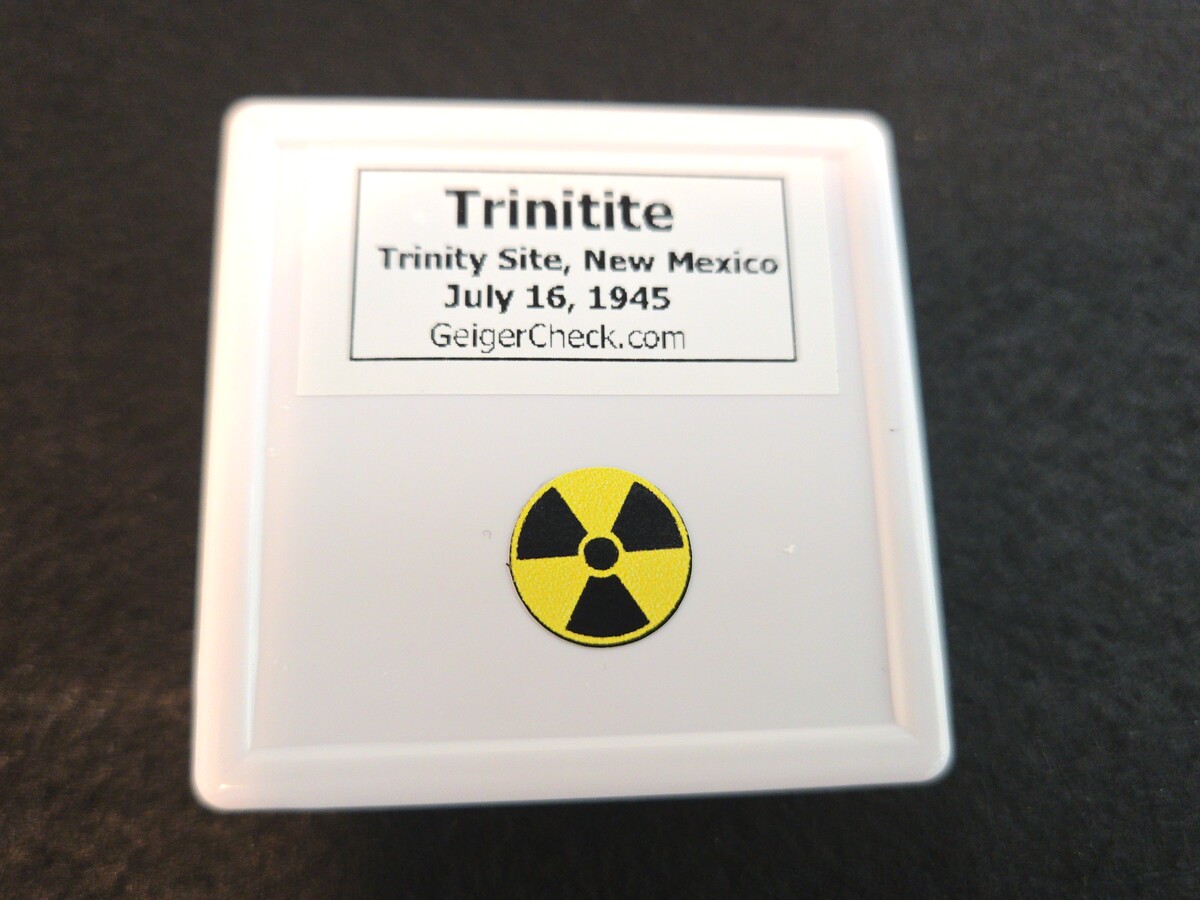 Trinitite
Trinity Site, New Mexico
July 16, 1945
GeigerCheck.com